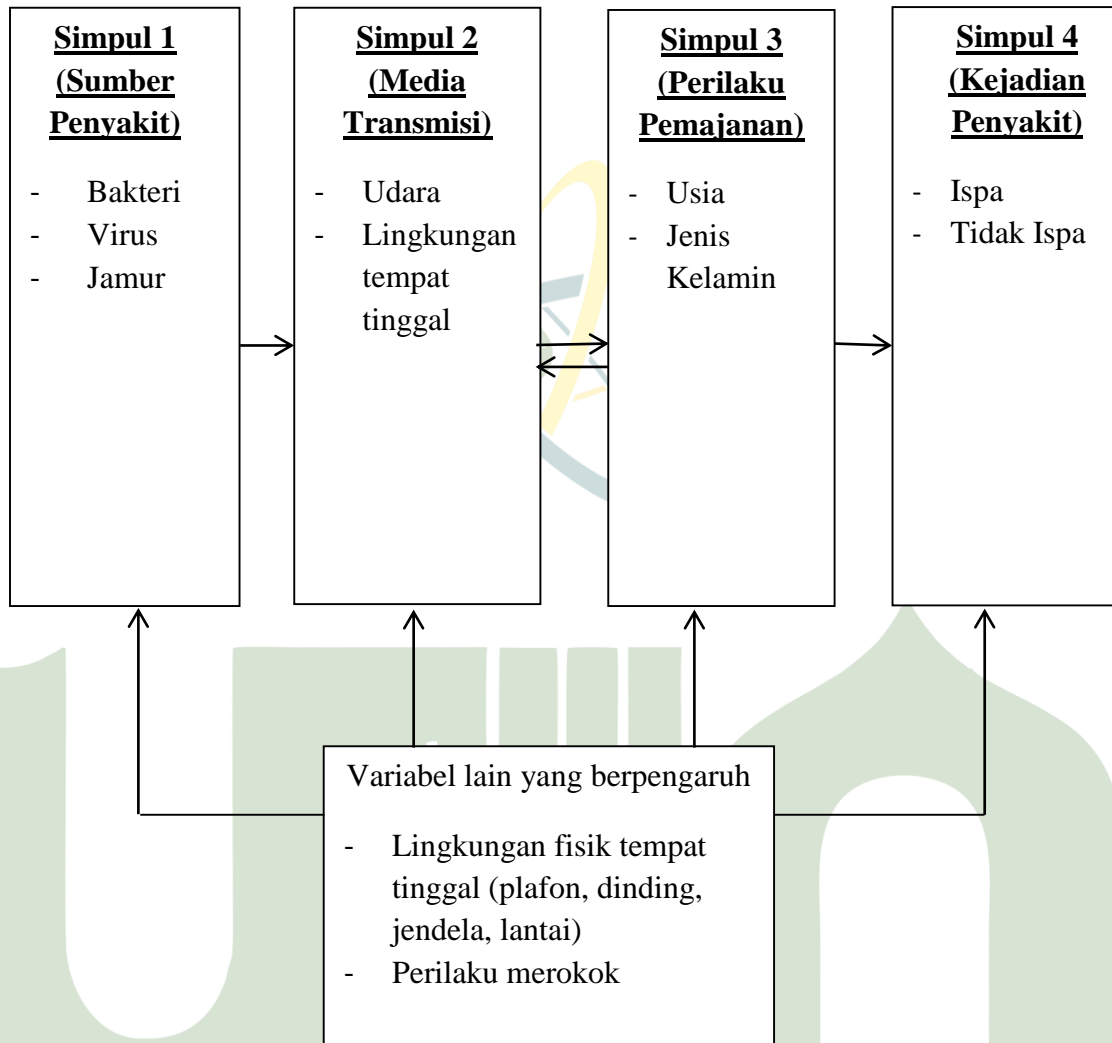 Simpul 1
(Sumber
Penyakit)
- Bakteri
- Virus
- Jamur
Simpul 2
(Media
Transmisi)
- Udara
- Lingkungan
tempat
tinggal
Simpul 3
(Perilaku
Pemajanan)
- Usia
- Jenis
Kelamin
Simpul 4
(Kejadian
Penyakit)
- Ispa
- Tidak Ispa
Variabel lain yang berpengaruh
- Lingkungan fisik tempat
tinggal (plafon, dinding,
jendela, lantai)
- Perilaku merokok